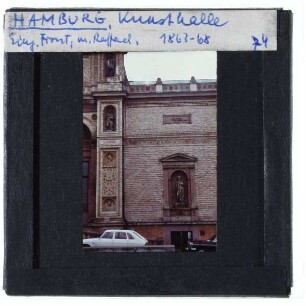 HAMBURG, Kunsthalle
Eing. Front, m. Raffael, 1863-68 74